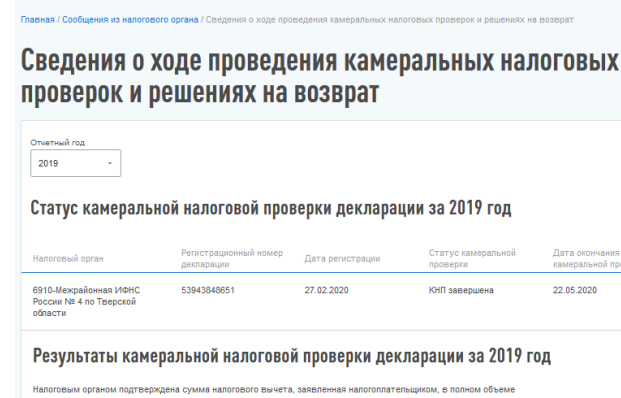 Главная / Сообщения из налогового органа / Сведения о ходе проведения камеральных налоговых проверок и решениях на возврат
Сведения о ходе проведения камеральных налоговых
проверок и решениях на возврат
Отчетный год
2019
Статус камеральной налоговой проверки декларации за 2019 год
Налоговый орган
Регистрационный номер
декларации
Дата регистрации
Статус камеральной
проверки
Дата окончания
камеральной
6910-Межрайонная ИФНС
России № 4 по Тверской
области
53943848651
27.02.2020
КНП завершена
22.05.2020
Результаты камеральной налоговой проверки декларации за 2019 год
Налоговым органом подтверждена сумма налогового вычета, заявленная налогоплательщиком, в полном объеме